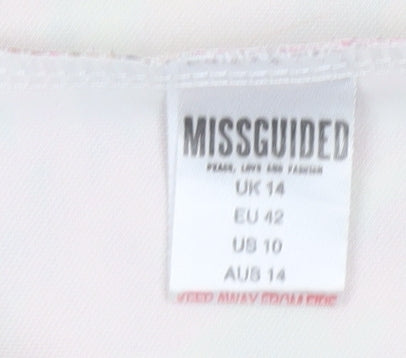 MISSGUIDED
PEACE, LOVE AND FASHION
UK 14
EU 42
US 10
AUS 14
KEEP AWAY FROM FIRE